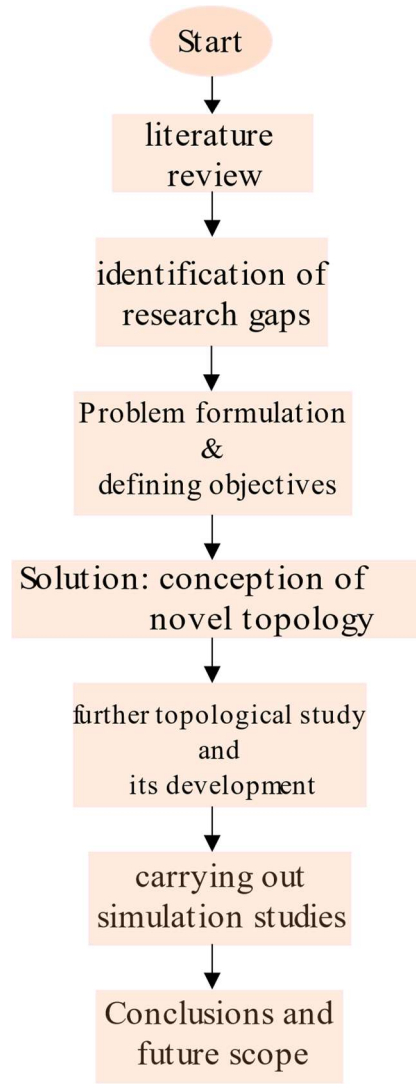 Start
literature
review
identification of
research gaps
Problem formulation
&
defining objectives
Solution: conception of
novel topology
further topological study
and
its development
carrying out
simulation studies
Conclusions and
future scope